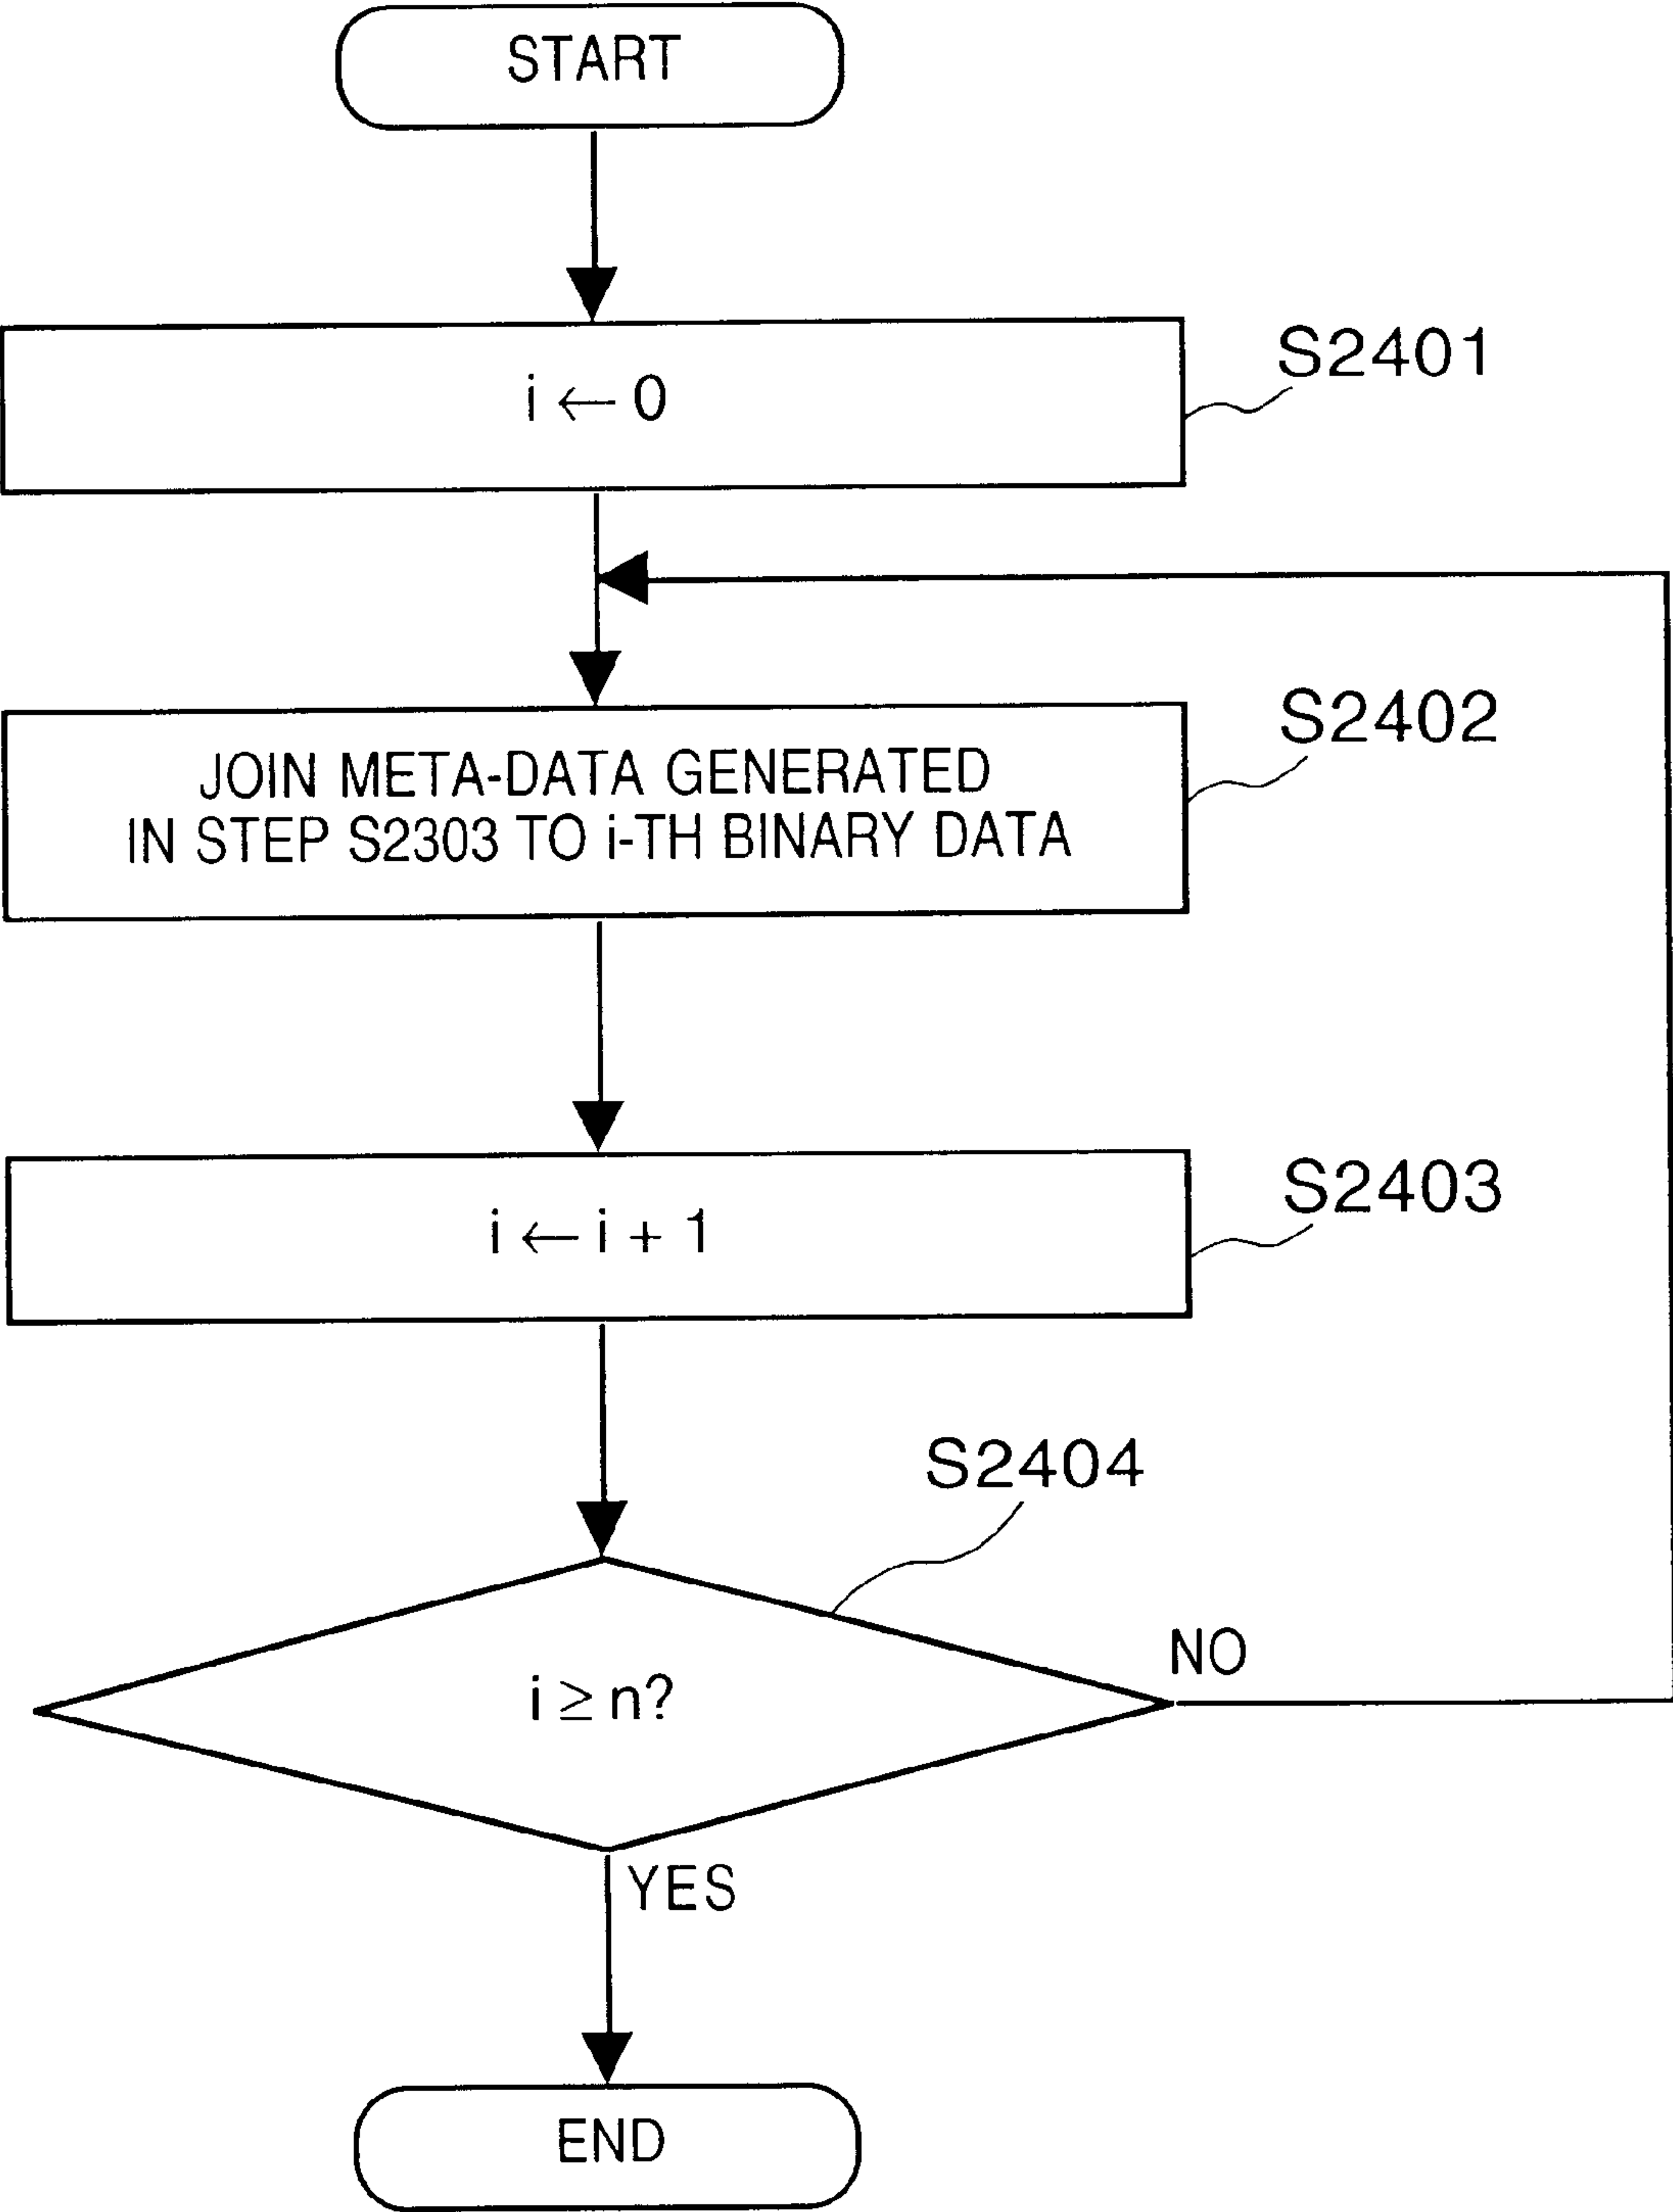 START
i ← 0
S2401
S2402
JOIN META-DATA GENERATED
IN STEP S2303 TO i-TH BINARY DATA
S2403
i ← i + 1
S2404
NO
i ≥ n?
YES
END